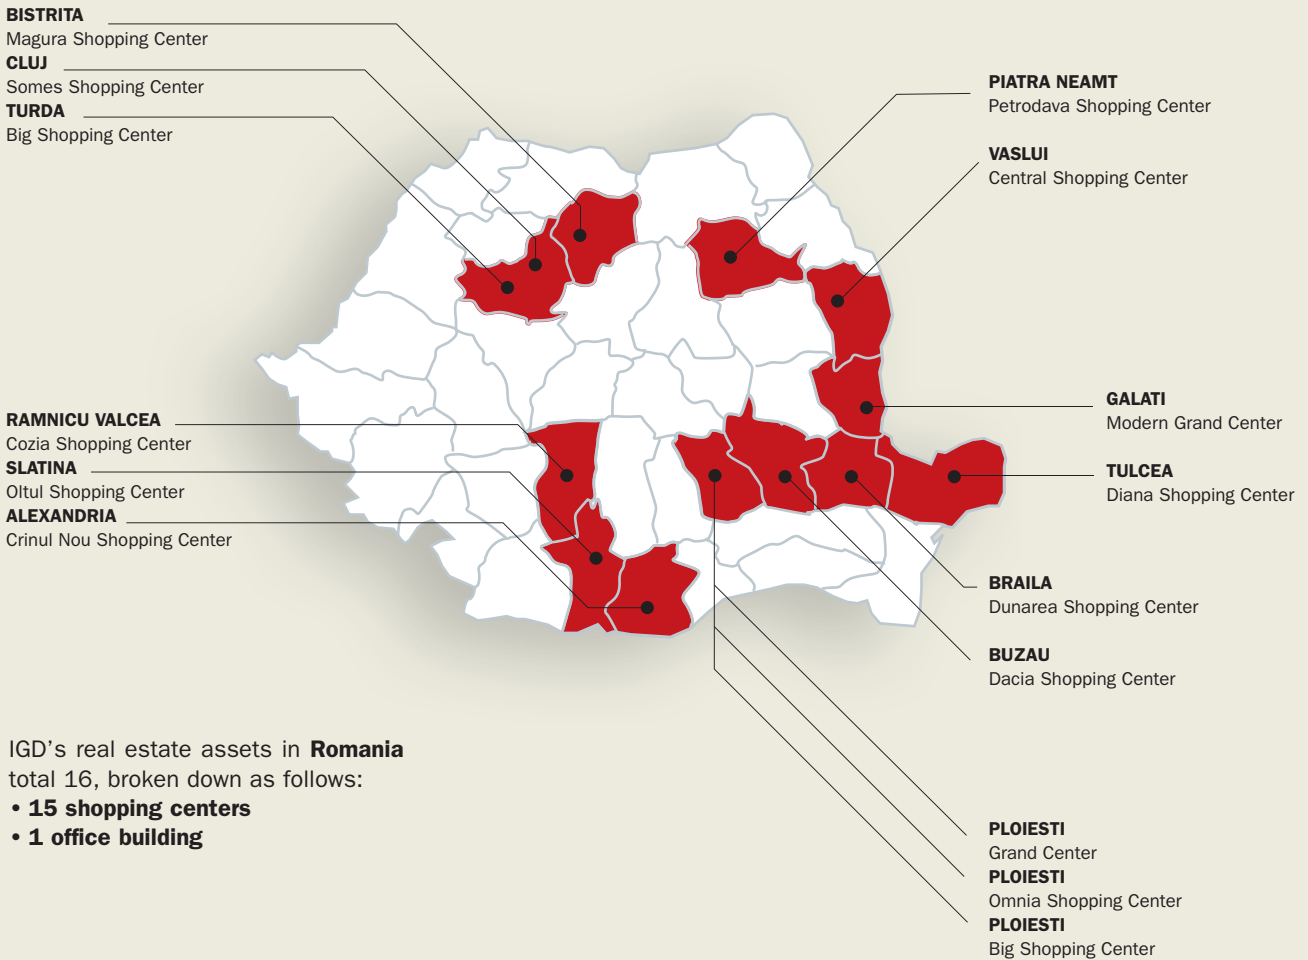 BISTRITA
Magura Shopping Center
CLUJ
Somes Shopping Center
TURDA
Big Shopping Center
PIATRA NEAMT
Petrodava Shopping Center
VASLUI
Central Shopping Center
RAMNICU VALCEA
Cozia Shopping Center
SLATINA
Oltul Shopping Center
ALEXANDRIA
Crinul Nou Shopping Center
GALATI
Modern Grand Center
TULCEA
Diana Shopping Center
BRAILA
Dunarea Shopping Center
BUZAU
Dacia Shopping Center
IGD’s real estate assets in Romania
total 16, broken down as follows:
• 15 shopping centers
• 1 office building
PLOIESTI
Grand Center
PLOIESTI
Omnia Shopping Center
PLOIESTI
Big Shopping Center